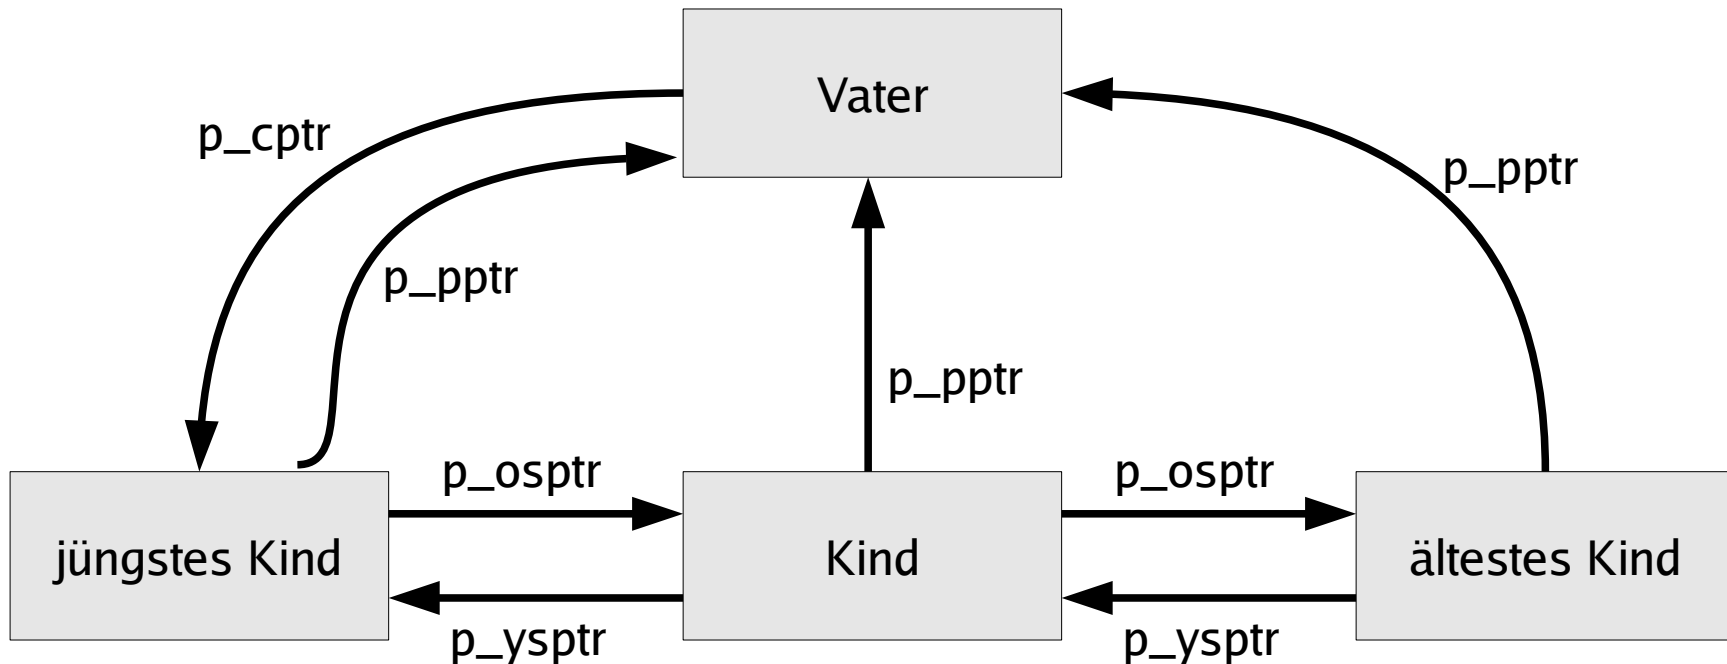 Vater
p_cptr
p_pptr
p_pptr
p_pptr
p_osptr
p_osptr
jüngstes Kind
Kind
ältestes Kind
p_ysptr
p_ysptr